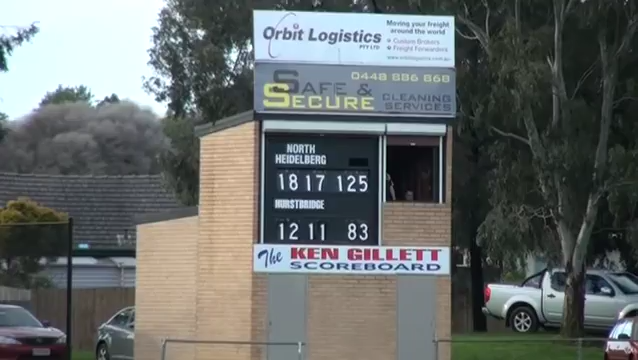 Orbit Logistics
PTY LTD
Moving your freight
around the world
Custom Brokers
Freight Forwarders
SAFE &
SECURE
0448 886 868
CLEANING
SERVICES
NORTH
HEIDELBERG
18 17 125
HURSTBRIDGE
12 11 83
The KEN GILLETT
SCOREBOARD